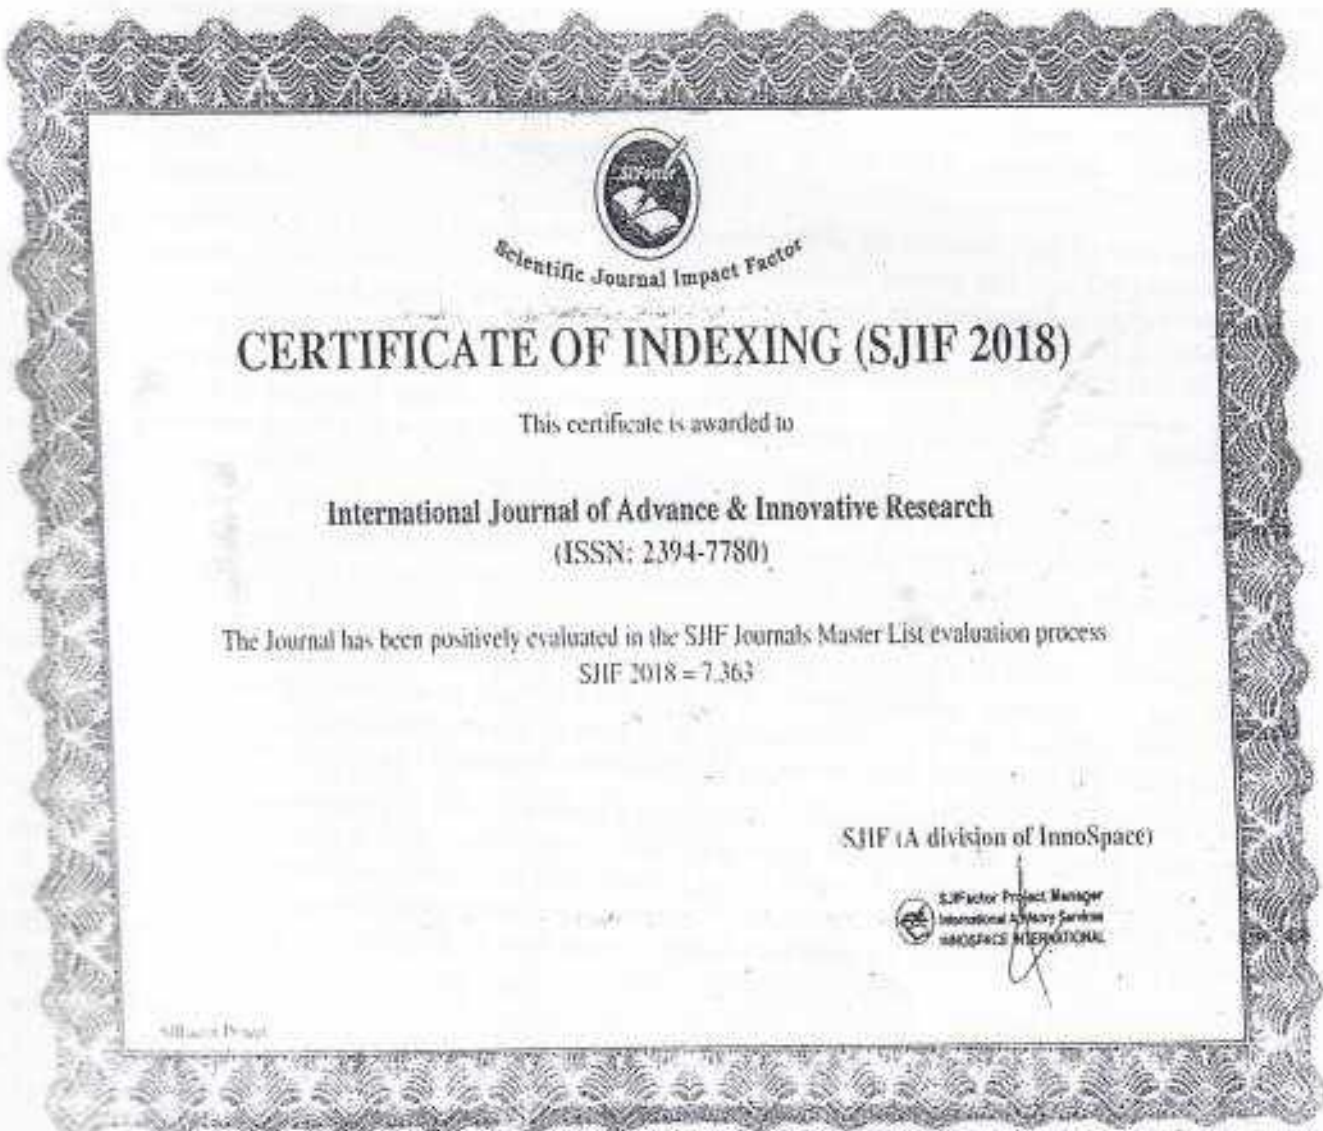 SJIFactor
Scientific Journal Impact Factor
CERTIFICATE OF INDEXING (SJIF 2018)
This certificate is awarded to
International Journal of Advance & Innovative Research
(ISSN: 2394-7780)
The Journal has been positively evaluated in the SJIF Journals Master List evaluation process
SJIF 2018 = 7.363
SJIF (A division of InnoSpace)
SJIFactor Project Manager
International Advisory Services
INNOSPACE INTERNATIONAL